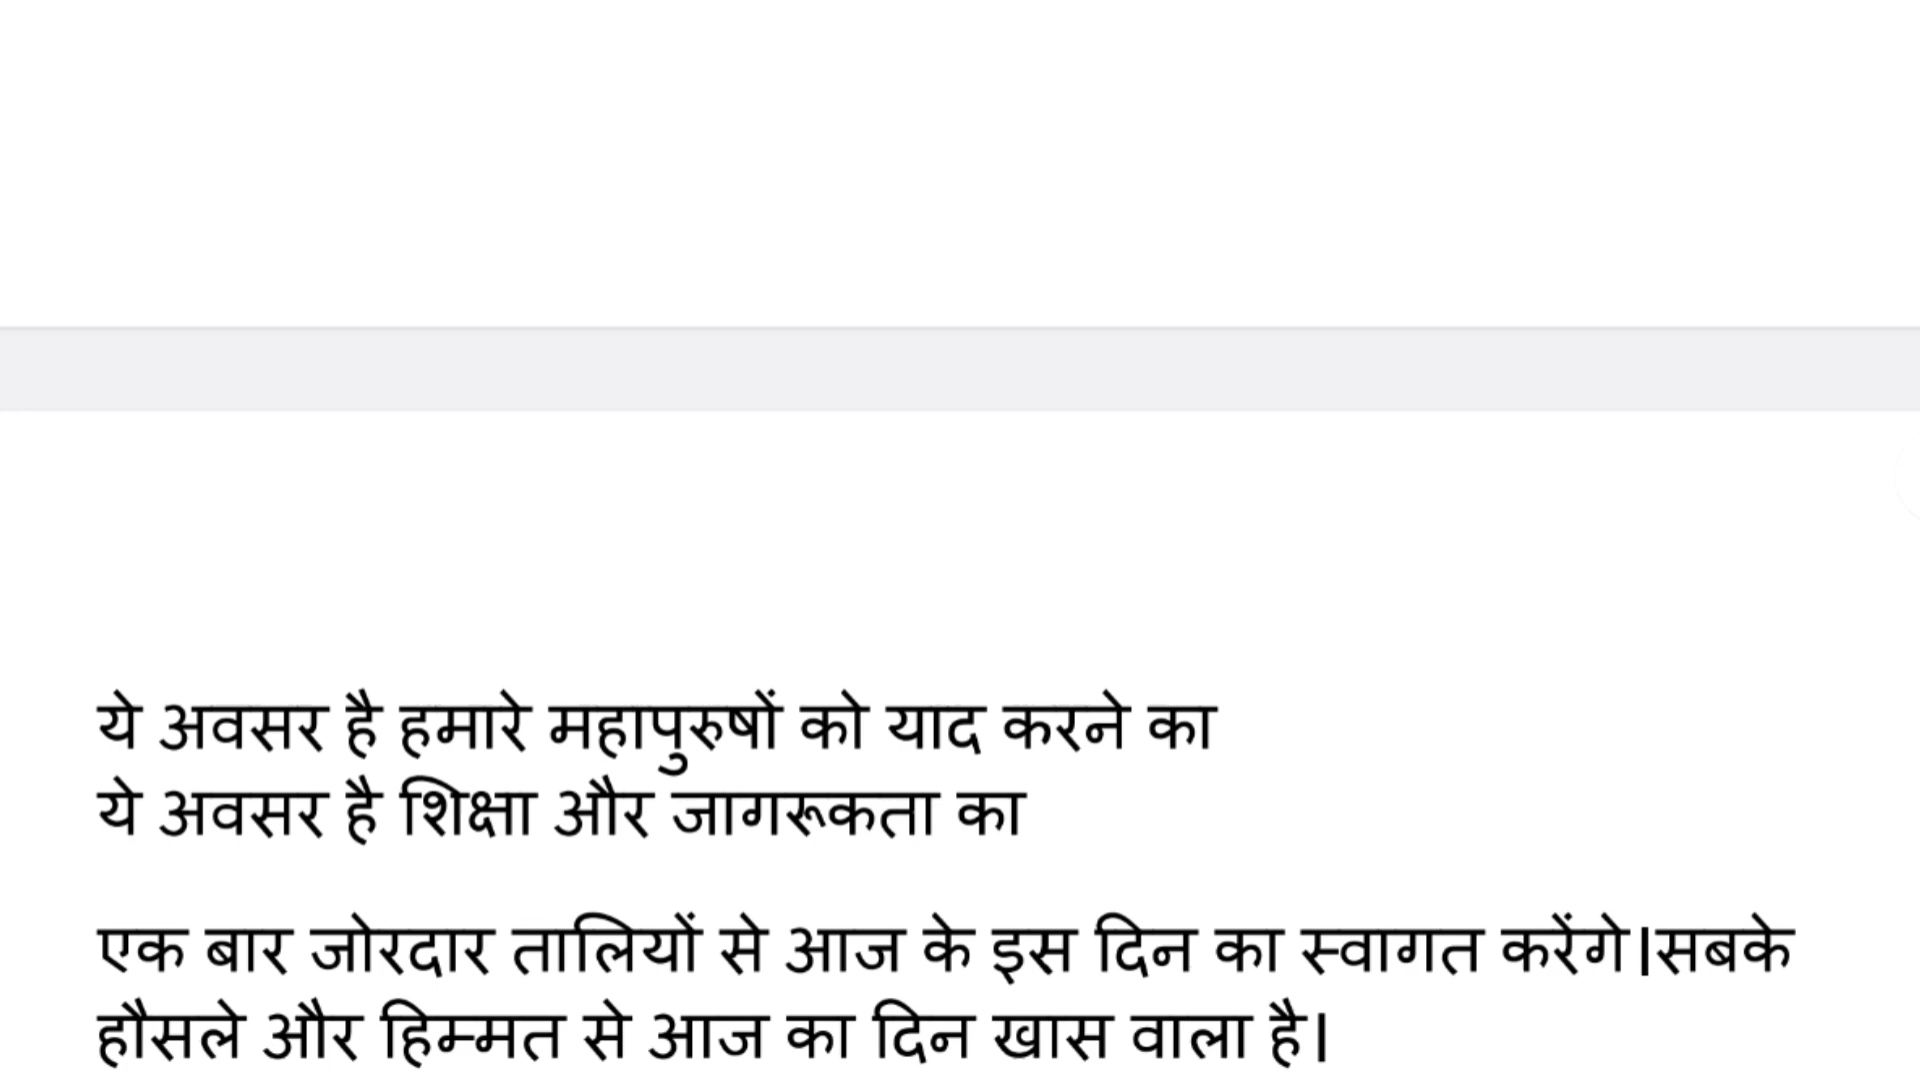 ये अवसर है हमारे महापुरुषों को याद करने का
ये अवसर है शिक्षा और जागरूकता का
एक बार जोरदार तालियों से आज के इस दिन का स्वागत करेंगे।सबके
हौसले और हिम्मत से आज का दिन खास वाला है।